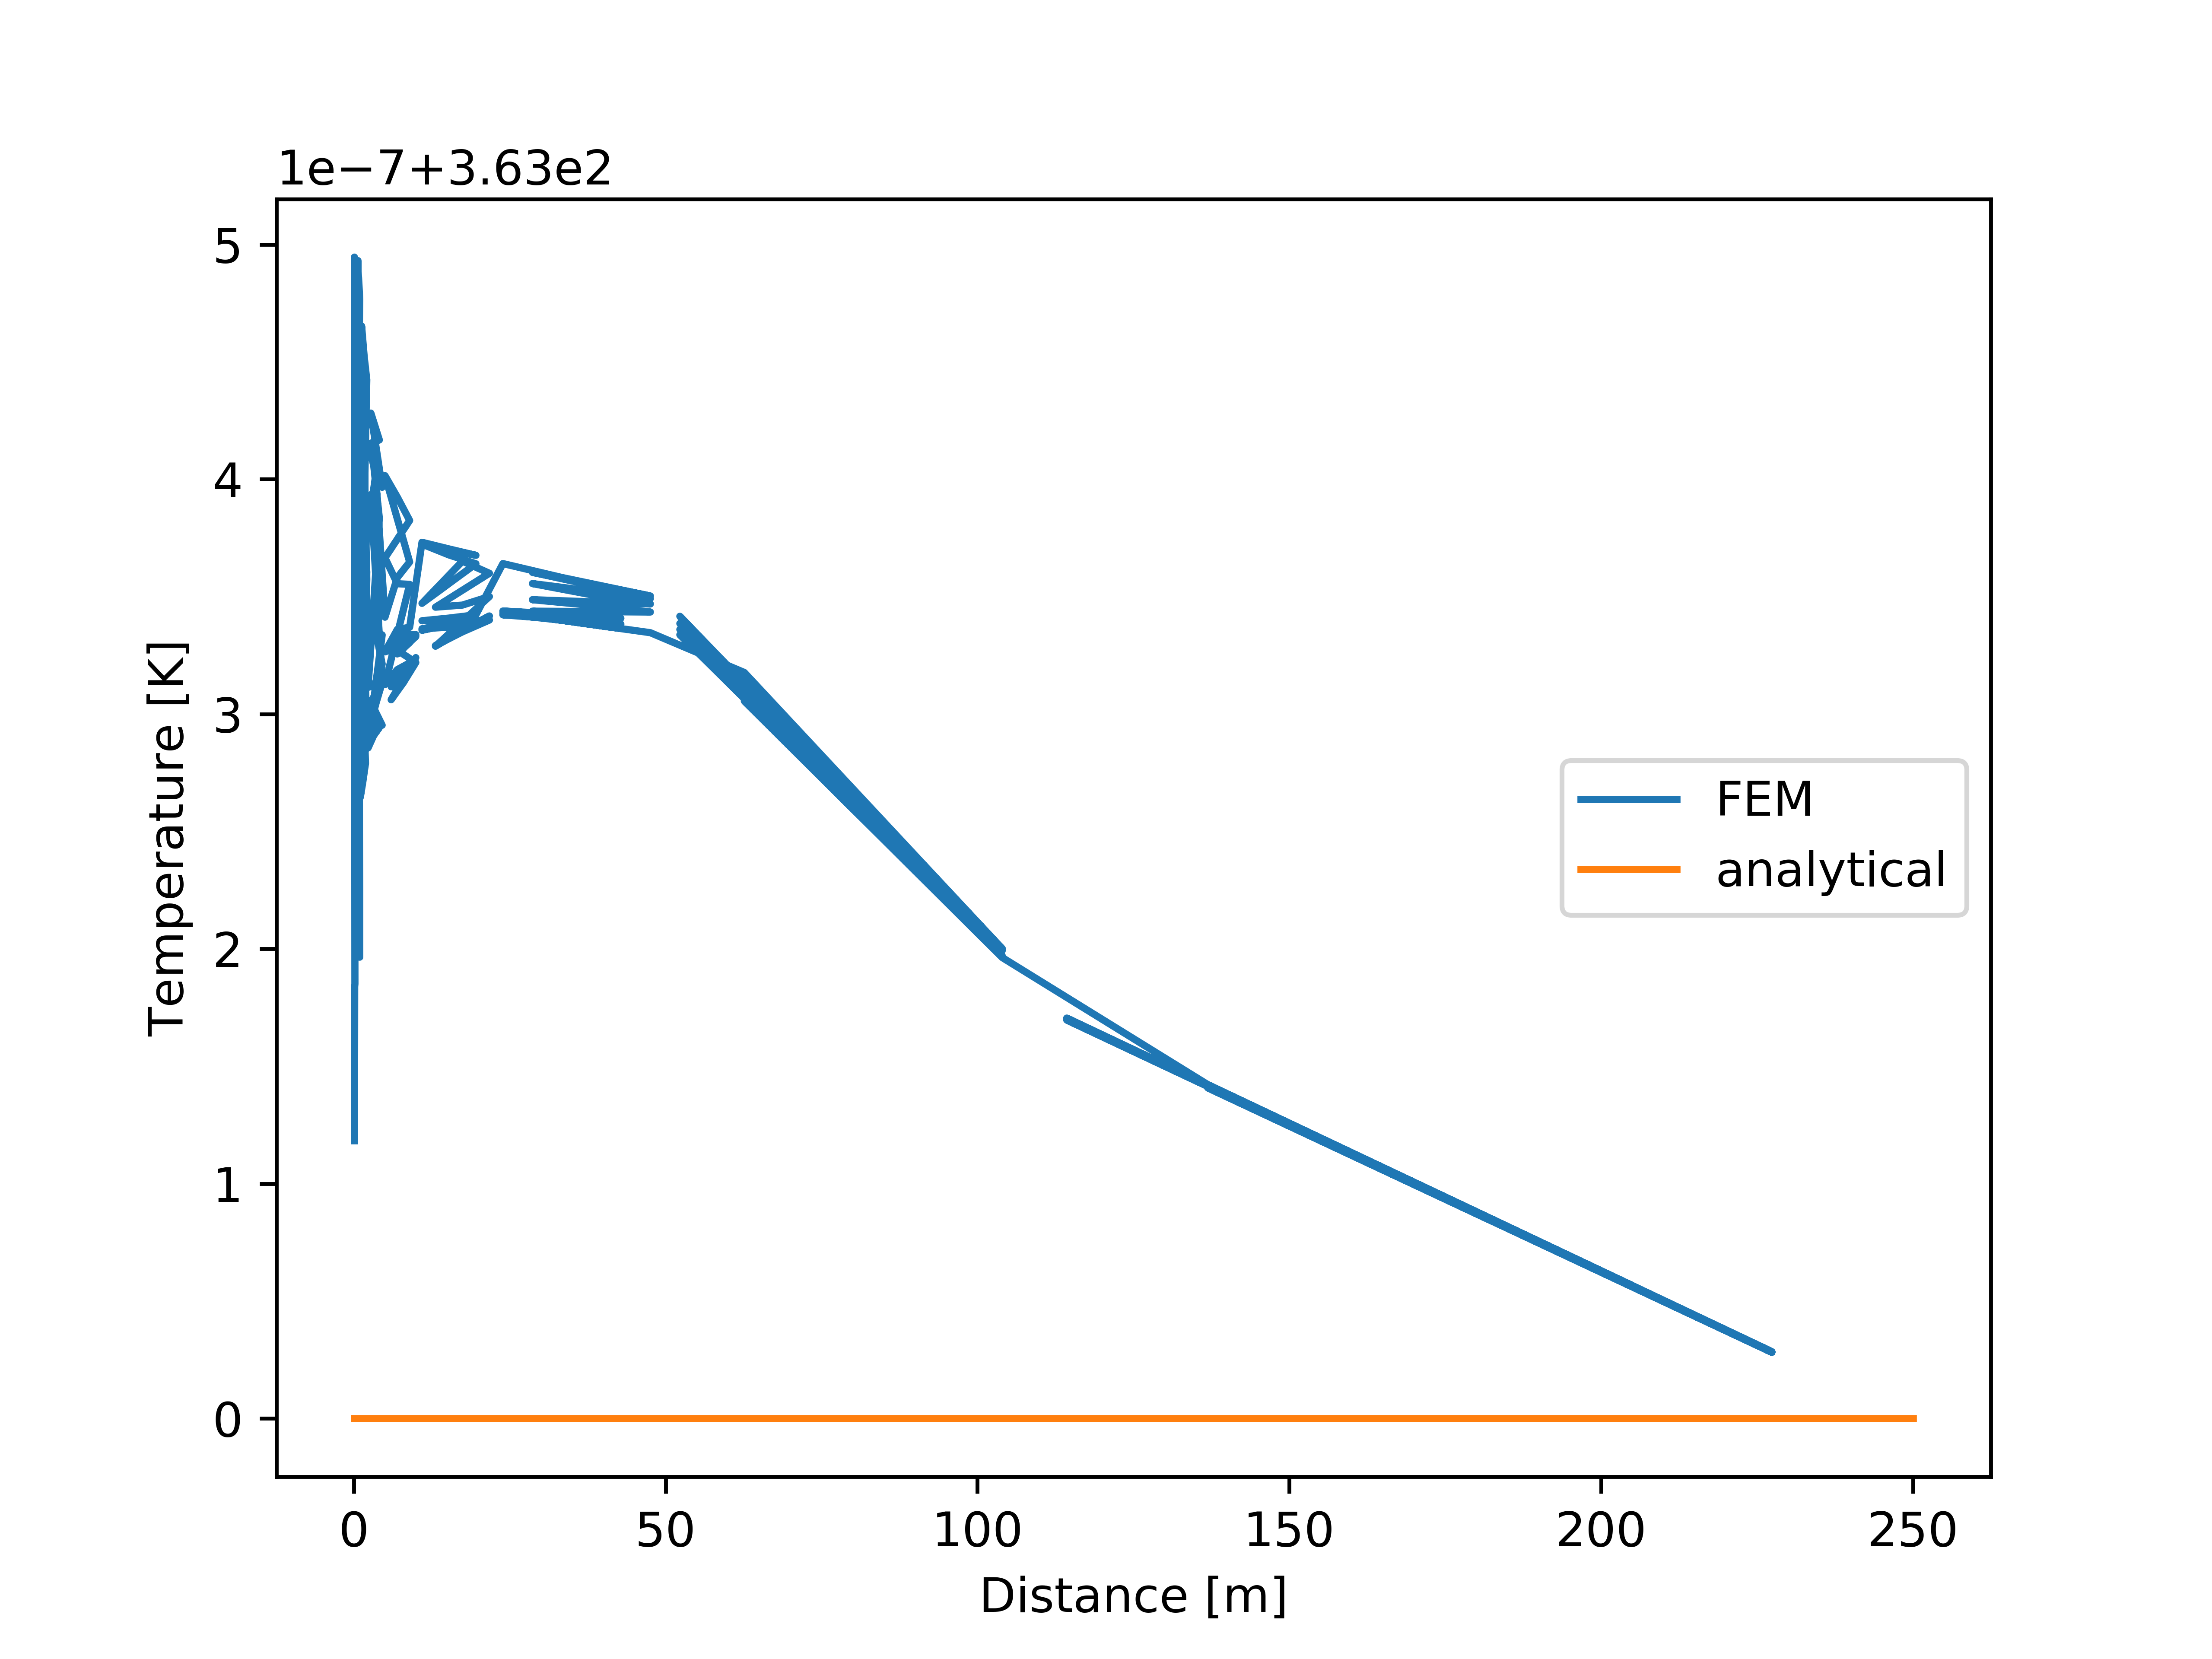 1e−7+3.63e2
5
4
3
2
1
0
Temperature [K]
FEM
analytical
0 50 100 150 200 250
Distance [m]